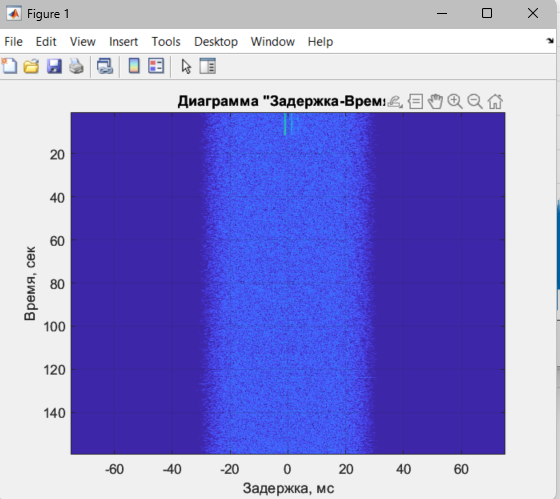 Figure 1
File Edit View Insert Tools Desktop Window Help
Диаграмма "Задержка-Время
20
40
60
80
100
120
140
Время, сек
-60 -40 -20 0 20 40 60
Задержка, мс